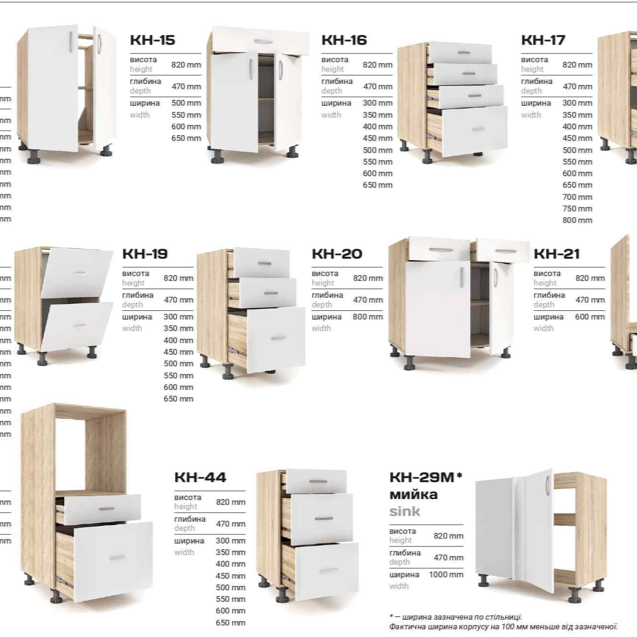 КН-15
висота
height
820 mm
глибина
depth
470 mm
ширина
width
500 mm
550 mm
600 mm
650 mm
КН-16
висота
height
820 mm
глибина
depth
470 mm
ширина
width
300 mm
350 mm
400 mm
450 mm
500 mm
550 mm
600 mm
650 mm
КН-17
висота
height
820 mm
глибина
depth
470 mm
ширина
width
300 mm
350 mm
400 mm
450 mm
500 mm
550 mm
600 mm
650 mm
700 mm
750 mm
800 mm
КН-19
висота
height
820 mm
глибина
depth
470 mm
ширина
width
300 mm
350 mm
400 mm
450 mm
500 mm
550 mm
600 mm
650 mm
КН-20
висота
height
820 mm
глибина
depth
470 mm
ширина
width
800 mm
КН-21
висота
height
820 mm
глибина
depth
470 mm
ширина
width
600 mm
КН-44
висота
height
820 mm
глибина
depth
470 mm
ширина
width
300 mm
350 mm
400 mm
450 mm
500 mm
550 mm
600 mm
650 mm
КН-29М*
мийка
sink
висота
height
820 mm
глибина
depth
470 mm
ширина
width
1000 mm
* — ширина зазначена по стільниці.
Фактична ширина корпусу на 100 мм меньше від зазначеної.